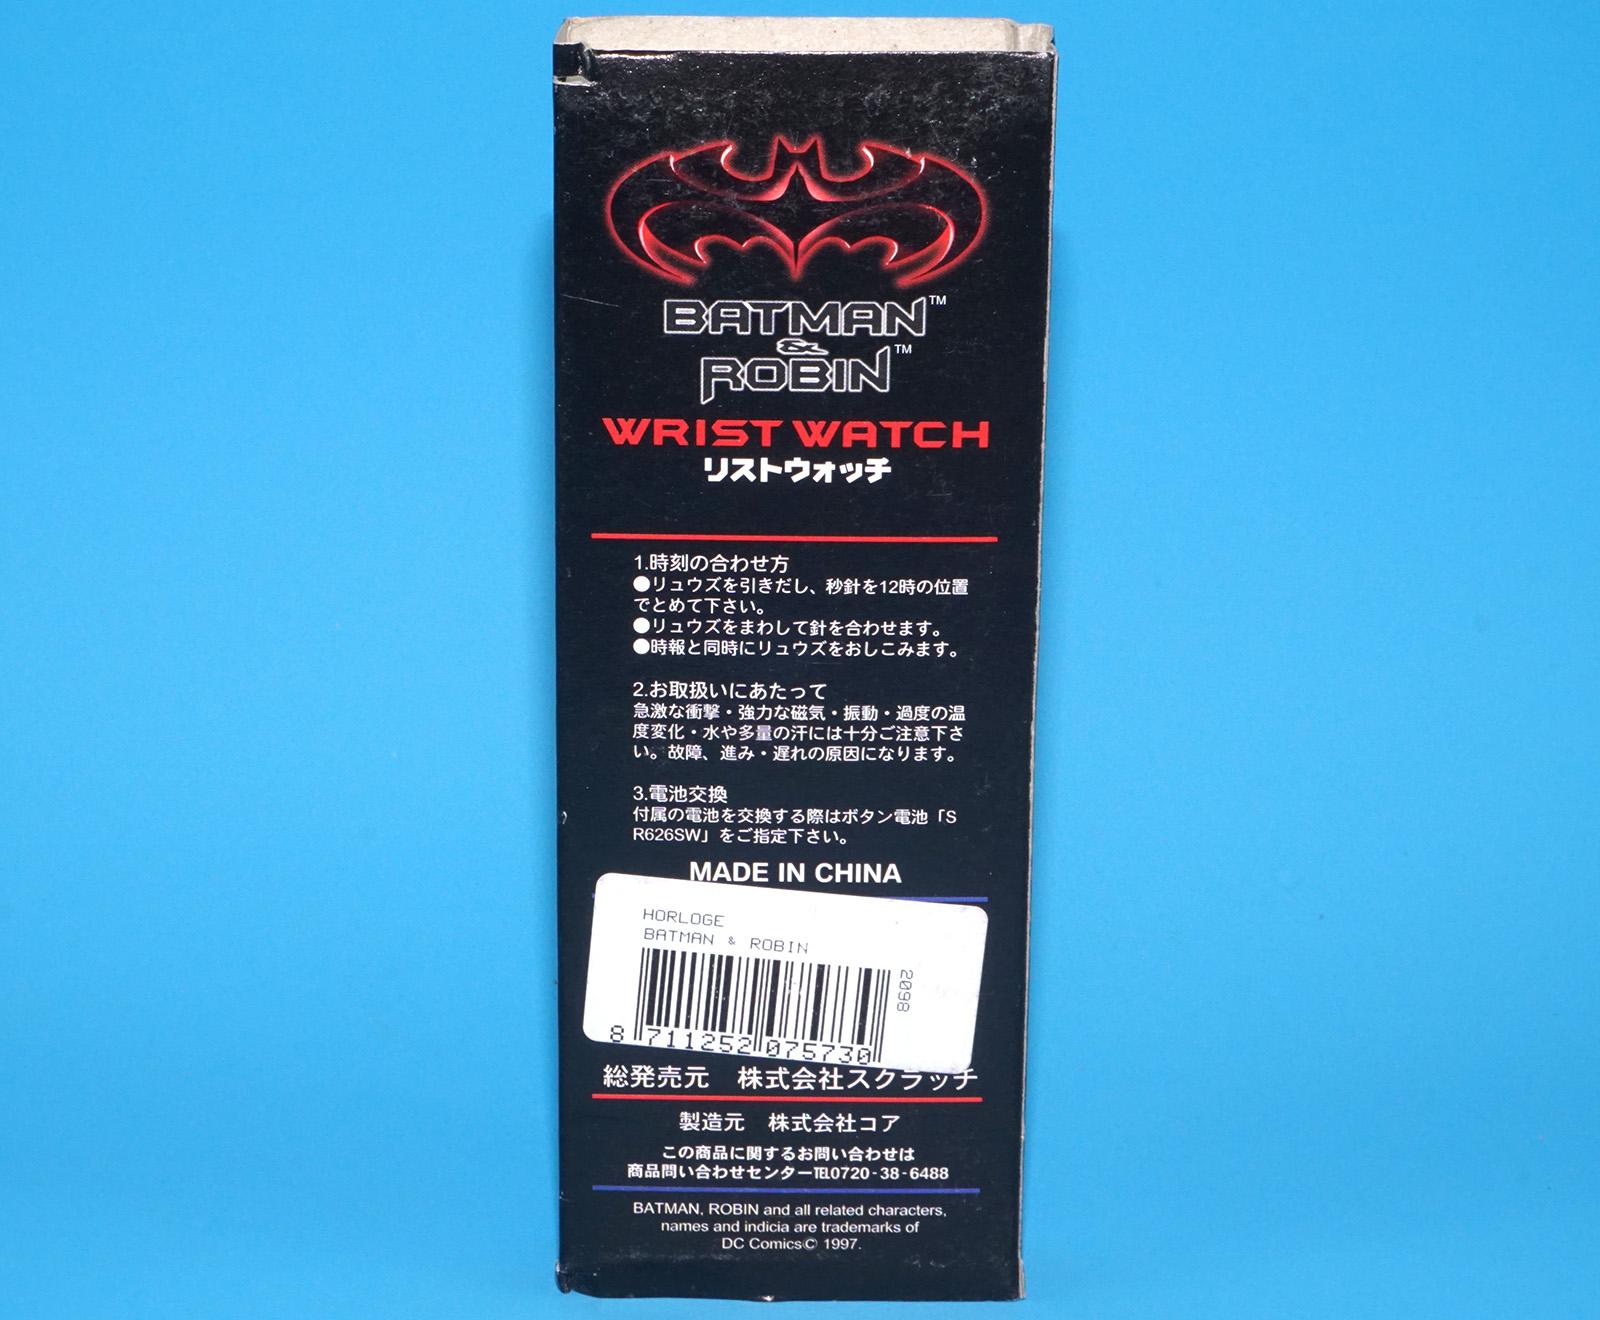 BATMAN™
&
ROBIN™
WRIST WATCH
リストウォッチ
1.時刻の合わせ方
●リュウズを引きだし、秒針を12時の位置
でとめて下さい。
●リュウズをまわして針を合わせます。
●時報と同時にリュウズをおしこみます。
2.お取扱いにあたって
急激な衝撃・強力な磁気・振動・過度の温
度変化・水や多量の汗には十分ご注意下さ
い。故障、進み・遅れの原因になります。
3.電池交換
付属の電池を交換する際はボタン電池「S
R626SW」をご指定下さい。
MADE IN CHINA
HORLOGE
BATMAN & ROBIN
2098
8 711252 075730
総発売元 株式会社スクラッチ
製造元 株式会社コア
この商品に関するお問い合わせは
商品問い合わせセンター℡0720-38-6488
BATMAN, ROBIN and all related characters,
names and indicia are trademarks of
DC Comics© 1997.